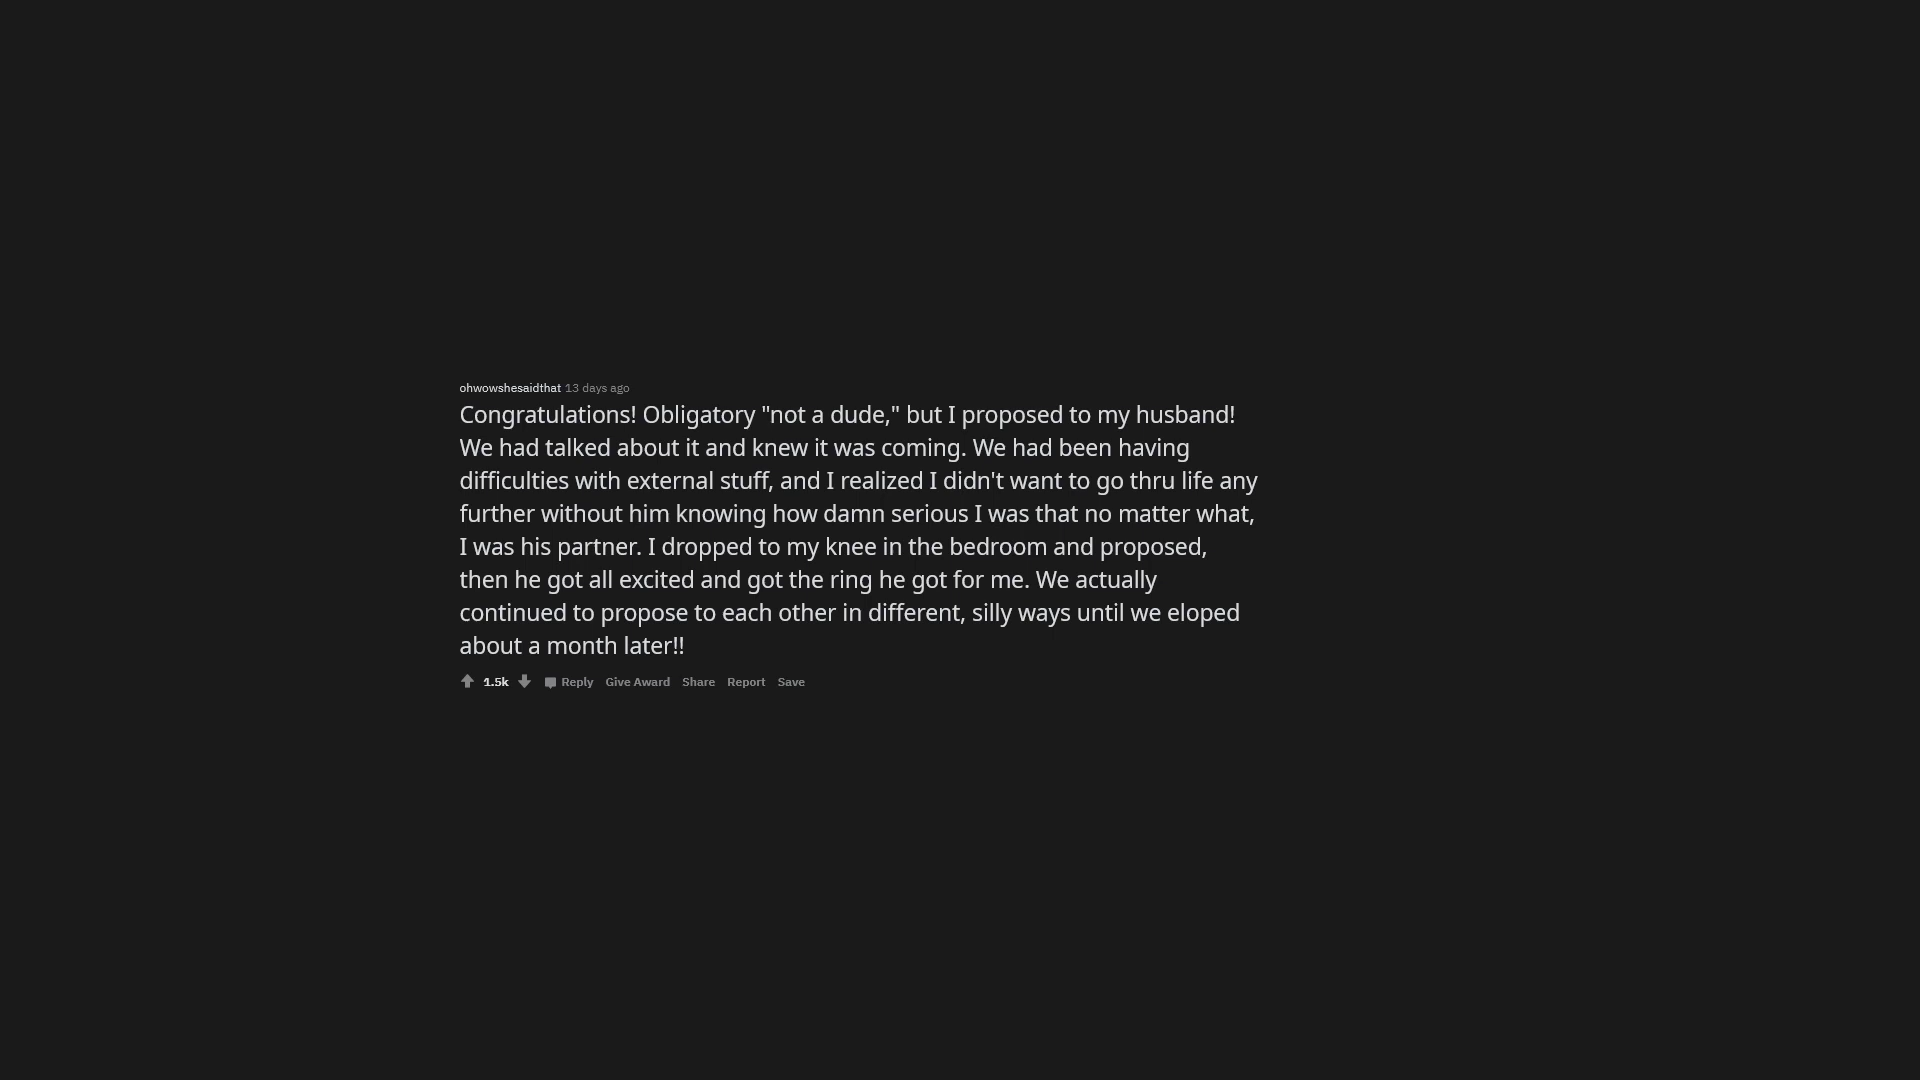 ohwowshesaidthat 13 days ago
Congratulations! Obligatory "not a dude," but I proposed to my husband!
We had talked about it and knew it was coming. We had been having
difficulties with external stuff, and I realized I didn't want to go thru life any
further without him knowing how damn serious I was that no matter what,
I was his partner. I dropped to my knee in the bedroom and proposed,
then he got all excited and got the ring he got for me. We actually
continued to propose to each other in different, silly ways until we eloped
about a month later!!
1.5k Reply Give Award Share Report Save